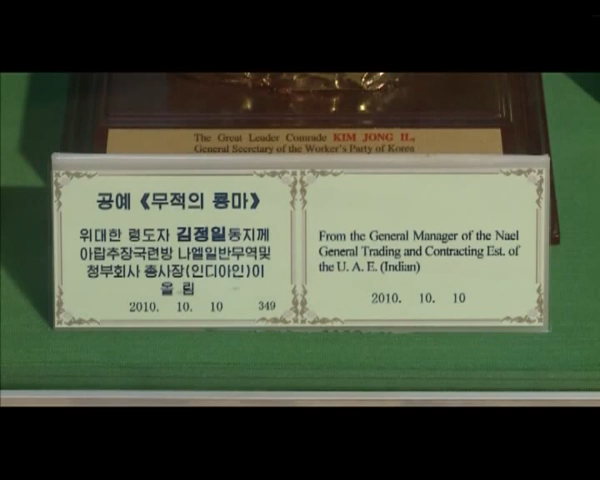 The Great Leader Comrade KIM JONG IL,
General Secretary of the Worker's Party of Korea
공예 《무적의 룡마》
위대한 령도자 김정일동지께
아랍추장국련방 나엘일반무역및
청부회사 총사장(인디아인)이
올 림
2010. 10. 10 349
From the General Manager of the Nael
General Trading and Contracting Est. of
the U. A. E. (Indian)
2010. 10. 10